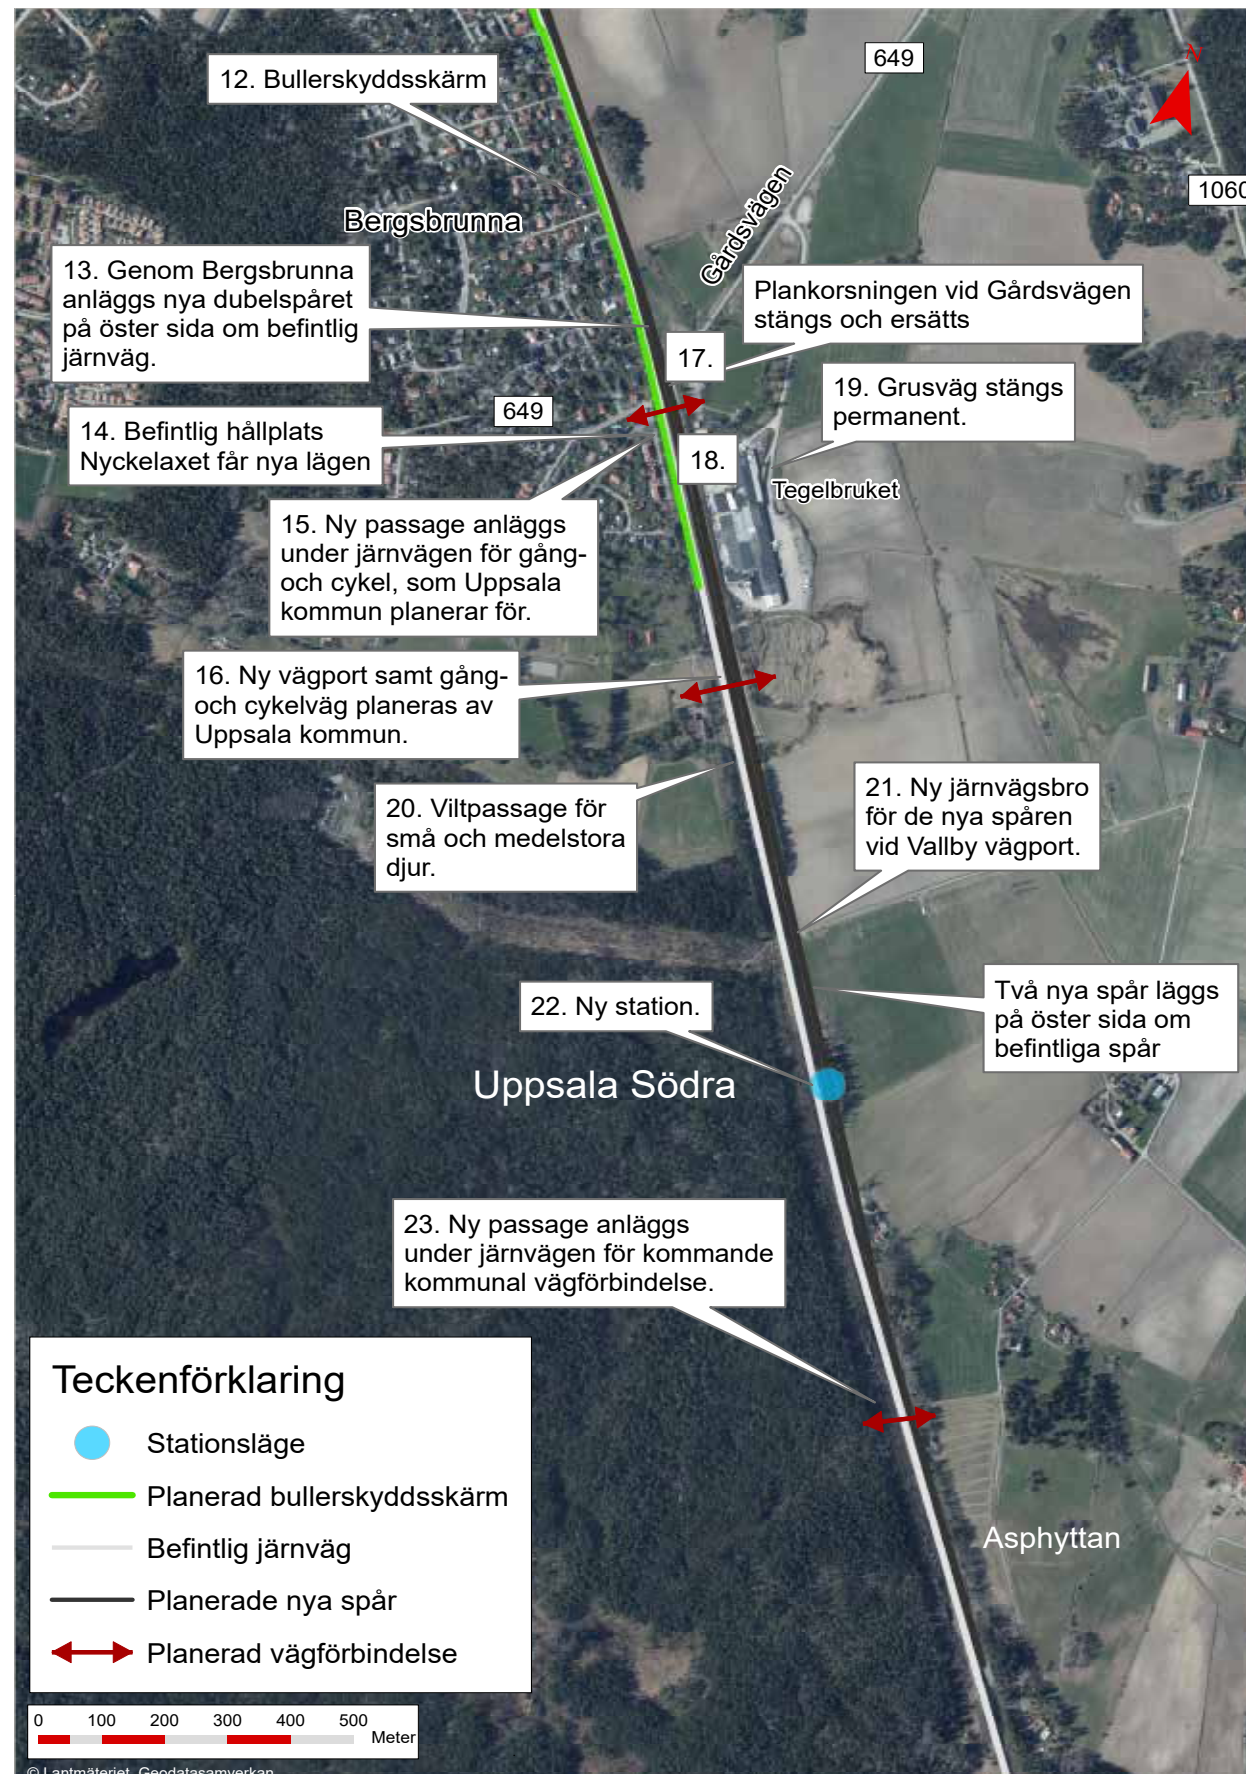 649
N
12. Bullerskyddsskärm
1060
Bergsbrunna
Gårdsvägen
13. Genom Bergsbrunna
anläggs nya dubelspåret
på öster sida om befintlig
järnväg.
Plankorsningen vid Gårdsvägen
stängs och ersätts
17.
19. Grusväg stängs
permanent.
649
14. Befintlig hållplats
Nyckelaxet får nya lägen
18.
Tegelbruket
15. Ny passage anläggs
under järnvägen för gång-
och cykel, som Uppsala
kommun planerar för.
16. Ny vägport samt gång-
och cykelväg planeras av
Uppsala kommun.
20. Viltpassage för
små och medelstora
djur.
21. Ny järnvägsbro
för de nya spåren
vid Vallby vägport.
22. Ny station.
Två nya spår läggs
på öster sida om
befintliga spår
Uppsala Södra
23. Ny passage anläggs
under järnvägen för kommande
kommunal vägförbindelse.
Asphyttan
Teckenförklaring
Stationsläge
Planerad bullerskyddsskärm
Befintlig järnväg
Planerade nya spår
Planerad vägförbindelse
0 100 200 300 400 500
Meter
© Lantmäteriet, Geodatasamverkan